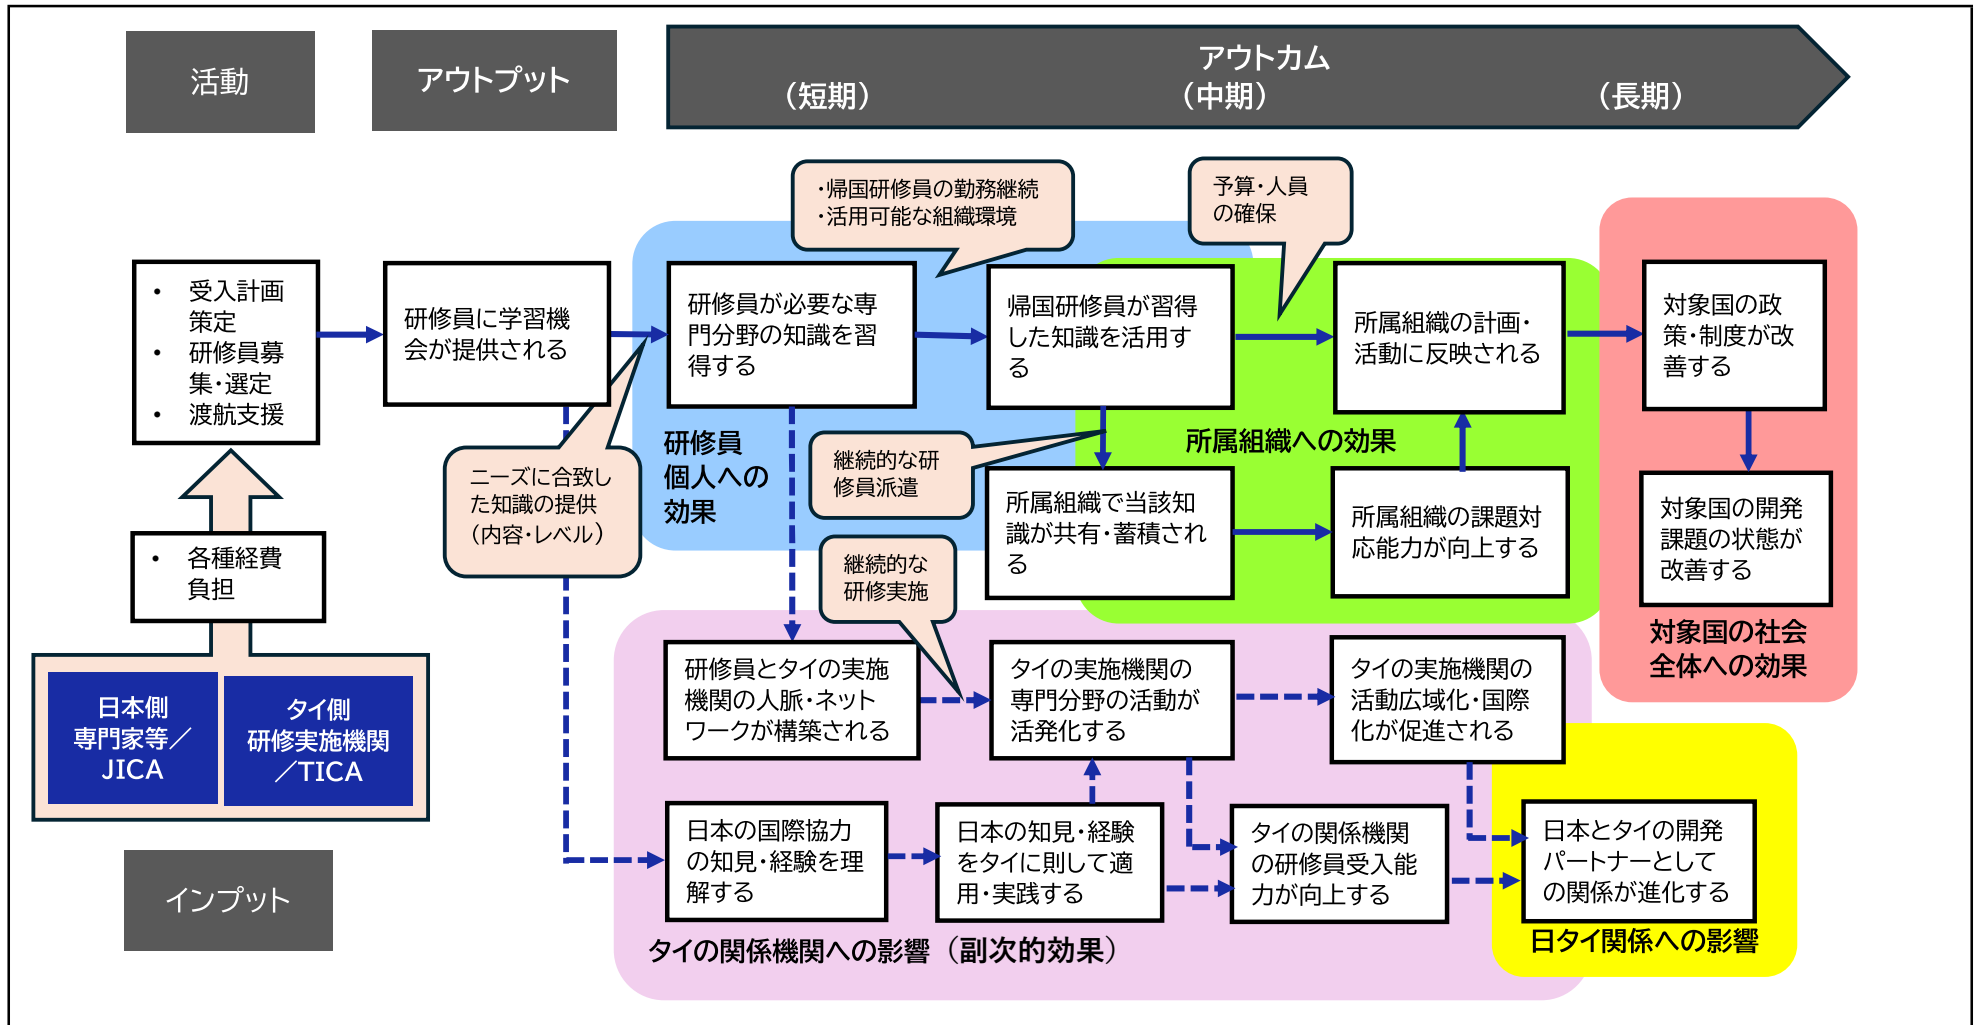 活動
アウトプット
アウトカム
（短期）
（中期）
（長期）
・帰国研修員の勤務継続
・活用可能な組織環境
予算・人員
の確保
• 受入計画
策定
• 研修員募
集・選定
• 渡航支援
研修員に学習機
会が提供される
研修員が必要な専
門分野の知識を習
得する
帰国研修員が習得
した知識を活用す
る
所属組織の計画・
活動に反映される
対象国の政
策・制度が改
善する
研修員
個人への
効果
所属組織への効果
ニーズに合致し
た知識の提供
（内容・レベル）
継続的な研
修員派遣
所属組織で当該知
識が共有・蓄積され
る
所属組織の課題対
応能力が向上する
対象国の開発
課題の状態が
改善する
対象国の社会
全体への効果
• 各種経費
負担
継続的な
研修実施
日本側
専門家等／
JICA
タイ側
研修実施機関
／TICA
研修員とタイの実施
機関の人脈・ネット
ワークが構築される
タイの実施機関の
専門分野の活動が
活発化する
タイの実施機関の
活動広域化・国際
化が促進される
日本の国際協力
の知見・経験を理
解する
日本の知見・経験
をタイに則して適
用・実践する
タイの関係機関
の研修員受入能
力が向上する
日本とタイの開発
パートナーとして
の関係が進化する
インプット
タイの関係機関への影響（副次的効果）
日タイ関係への影響